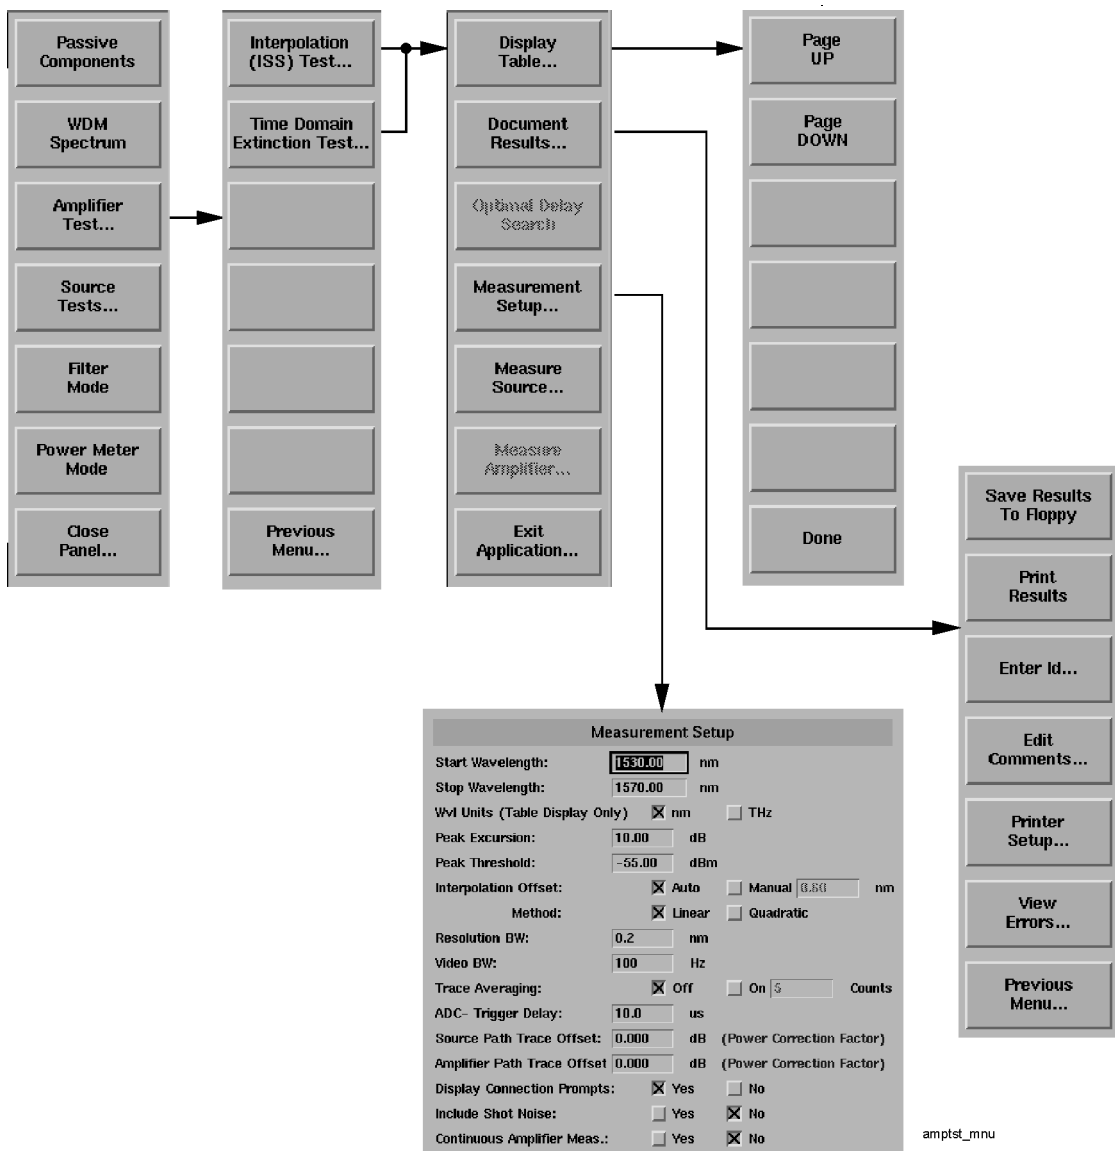 Passive
Components
WDM
Spectrum
Amplifier
Test...
Source
Tests...
Filter
Mode
Power Meter
Mode
Close
Panel...
Interpolation
(ISS) Test...
Time Domain
Extinction Test...
Previous
Menu...
Display
Table...
Document
Results...
Optimal Delay
Search
Measurement
Setup...
Measure
Source...
Measure
Amplifier...
Exit
Application...
Page
UP
Page
DOWN
Done
Save Results
To Floppy
Print
Results
Enter Id...
Edit
Comments...
Printer
Setup...
View
Errors...
Previous
Menu...
Measurement Setup
Start Wavelength: 1530.00 nm
Stop Wavelength: 1570.00 nm
Wvl Units (Table Display Only) nm THz
Peak Excursion: 10.00 dB
Peak Threshold: -55.00 dBm
Interpolation Offset: Auto Manual nm
Method: Linear Quadratic
Resolution BW: 0.2 nm
Video BW: 100 Hz
Trace Averaging: Off On 5 Counts
ADC- Trigger Delay: 10.0 us
Source Path Trace Offset: 0.000 dB (Power Correction Factor)
Amplifier Path Trace Offset 0.000 dB (Power Correction Factor)
Display Connection Prompts: Yes No
Include Shot Noise: Yes No
Continuous Amplifier Meas.: Yes No
amptst_mnu